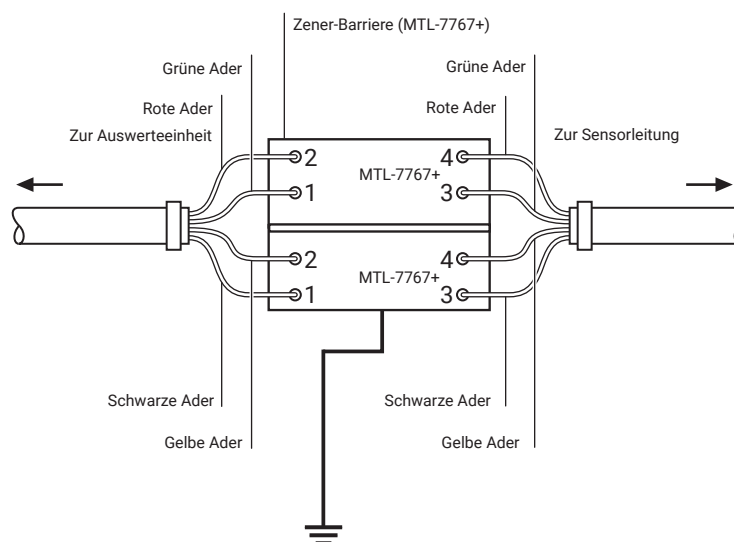 Zener-Barriere (MTL-7767+)
Grüne Ader
Grüne Ader
Rote Ader
Rote Ader
Zur Auswerteeinheit
Zur Sensorleitung
2
4
MTL-7767+
1
3
2
4
MTL-7767+
1
3
Schwarze Ader
Schwarze Ader
Gelbe Ader
Gelbe Ader